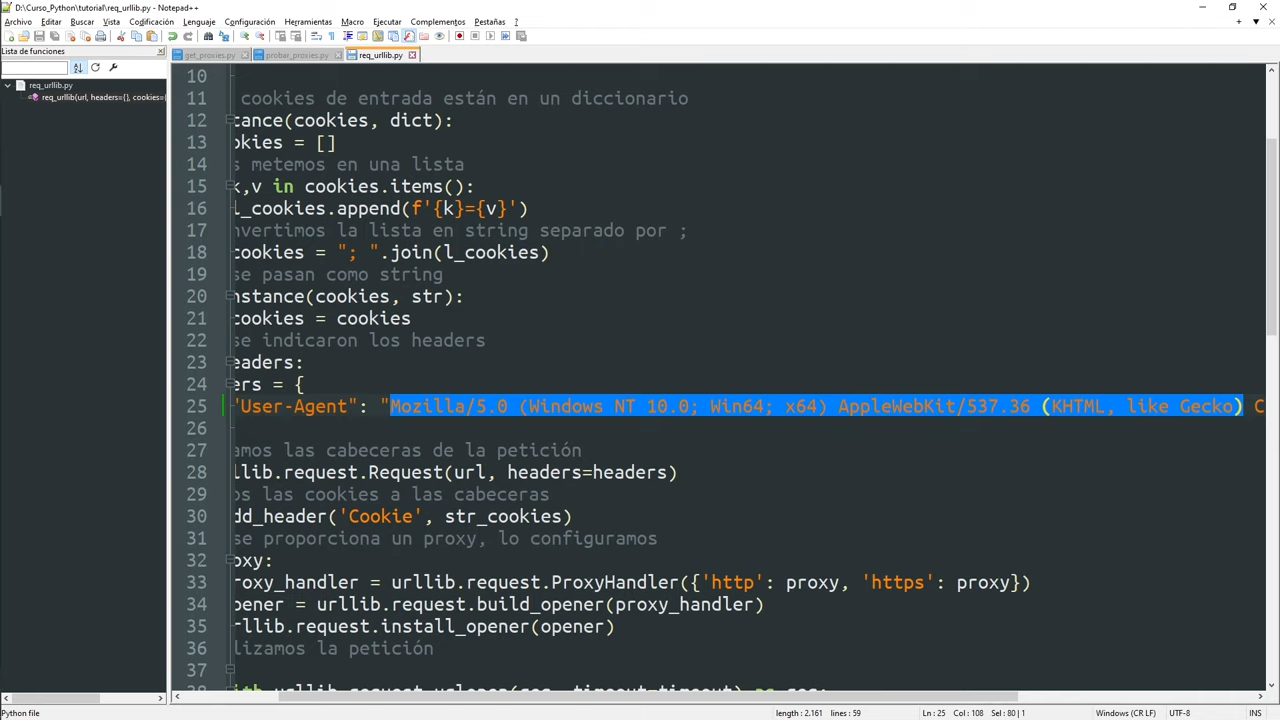 D:\Curso_Python\tutorial\req_urllib.py - Notepad++
Archivo Editar Buscar Vista Codificación Lenguaje Configuración Herramientas Macro Ejecutar Complementos Pestañas ?
Lista de funciones
get_proxies.py probar_proxies.py req_urllib.py
req_urllib.py
req_urllib(url, headers={}, cookies={
10
11 cookies de entrada están en un diccionario
12 tance(cookies, dict):
13 okies = []
14 s metemos en una lista
15 k,v in cookies.items():
16 l_cookies.append(f'{k}={v}')
17 nvertimos la lista en string separado por ;
18 cookies = "; ".join(l_cookies)
19 se pasan como string
20 nstance(cookies, str):
21 cookies = cookies
22 se indicaron los headers
23 eaders:
24 ers = {
25 "User-Agent": "Mozilla/5.0 (Windows NT 10.0; Win64; x64) AppleWebKit/537.36 (KHTML, like Gecko) C
26
27 amos las cabeceras de la petición
28 llib.request.Request(url, headers=headers)
29 os las cookies a las cabeceras
30 dd_header('Cookie', str_cookies)
31 se proporciona un proxy, lo configuramos
32 oxy:
33 roxy_handler = urllib.request.ProxyHandler({'http': proxy, 'https': proxy})
34 pener = urllib.request.build_opener(proxy_handler)
35 rllib.request.install_opener(opener)
36 lizamos la petición
37
Python file length : 2.161 lines : 59 Ln : 25 Col : 108 Sel : 80 | 1 Windows (CR LF) UTF-8 INS